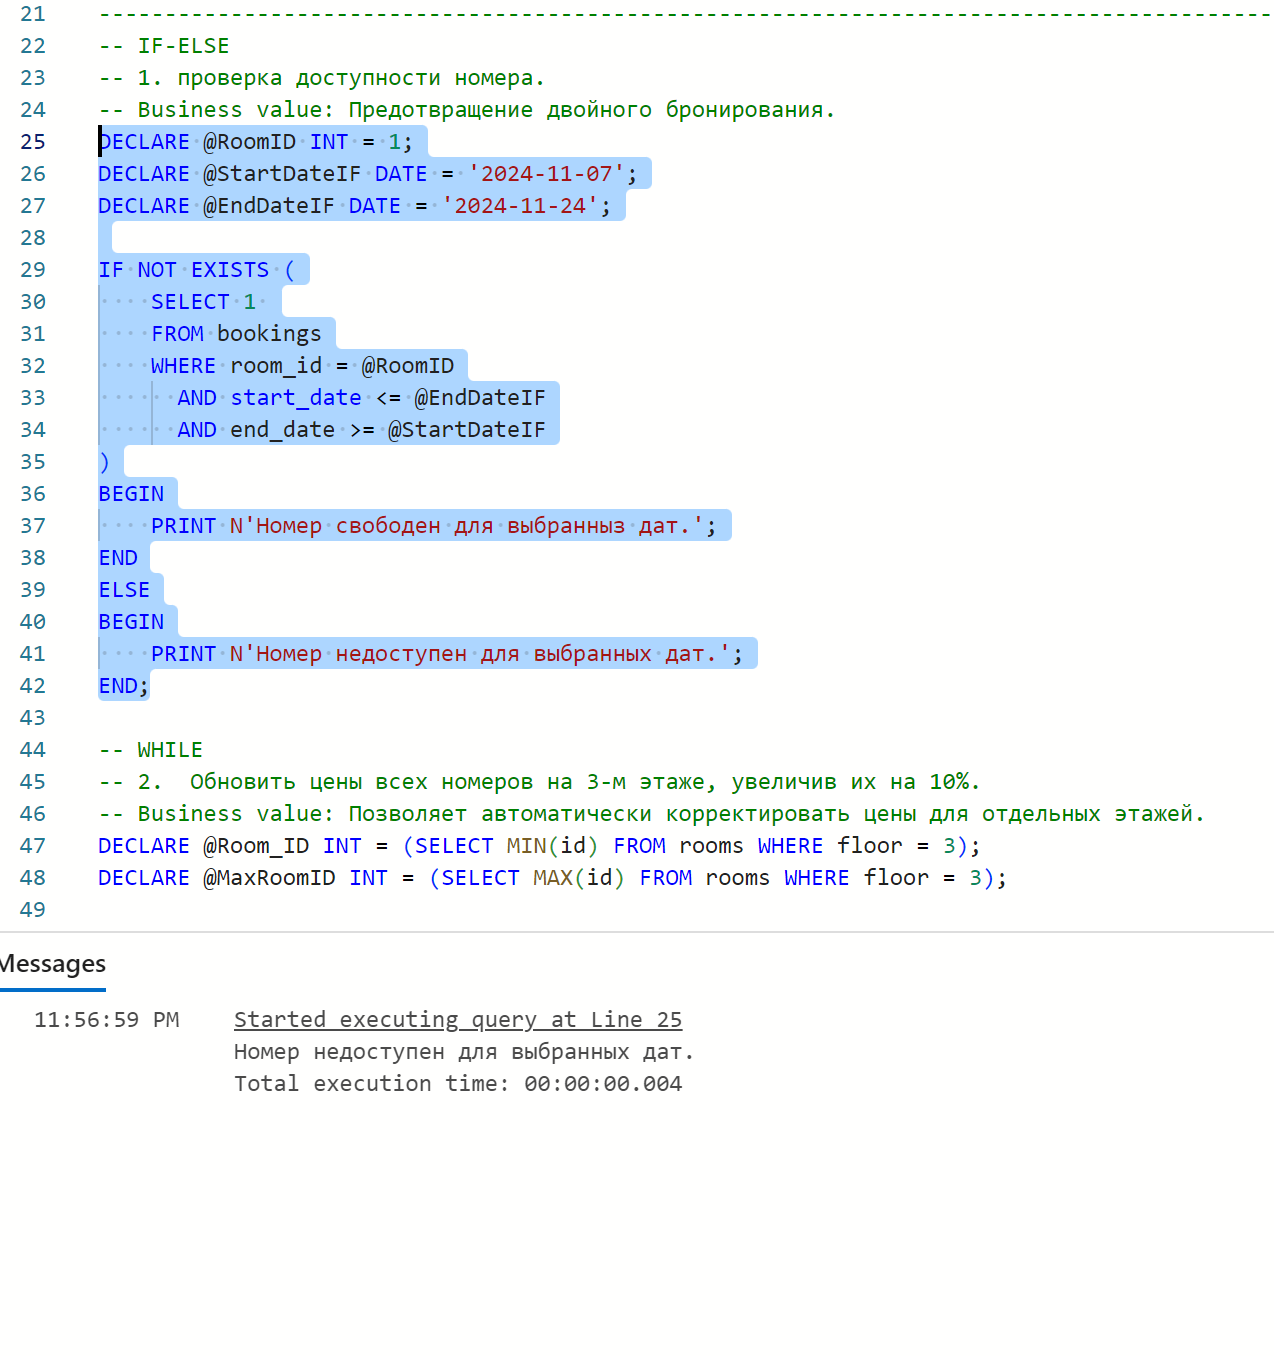 21 -----------------------------------------------------------------------------------------
22 -- IF-ELSE
23 -- 1. проверка доступности номера.
24 -- Business value: Предотвращение двойного бронирования.
25 DECLARE @RoomID INT = 1;
26 DECLARE @StartDateIF DATE = '2024-11-07';
27 DECLARE @EndDateIF DATE = '2024-11-24';
28
29 IF NOT EXISTS (
30     SELECT 1
31     FROM bookings
32     WHERE room_id = @RoomID
33       AND start_date <= @EndDateIF
34       AND end_date >= @StartDateIF
35 )
36 BEGIN
37     PRINT N'Номер свободен для выбранныз дат.';
38 END
39 ELSE
40 BEGIN
41     PRINT N'Номер недоступен для выбранных дат.';
42 END;
43
44 -- WHILE
45 -- 2.  Обновить цены всех номеров на 3-м этаже, увеличив их на 10%.
46 -- Business value: Позволяет автоматически корректировать цены для отдельных этажей.
47 DECLARE @Room_ID INT = (SELECT MIN(id) FROM rooms WHERE floor = 3);
48 DECLARE @MaxRoomID INT = (SELECT MAX(id) FROM rooms WHERE floor = 3);
49
Messages
11:56:59 PM Started executing query at Line 25
Номер недоступен для выбранных дат.
Total execution time: 00:00:00.004